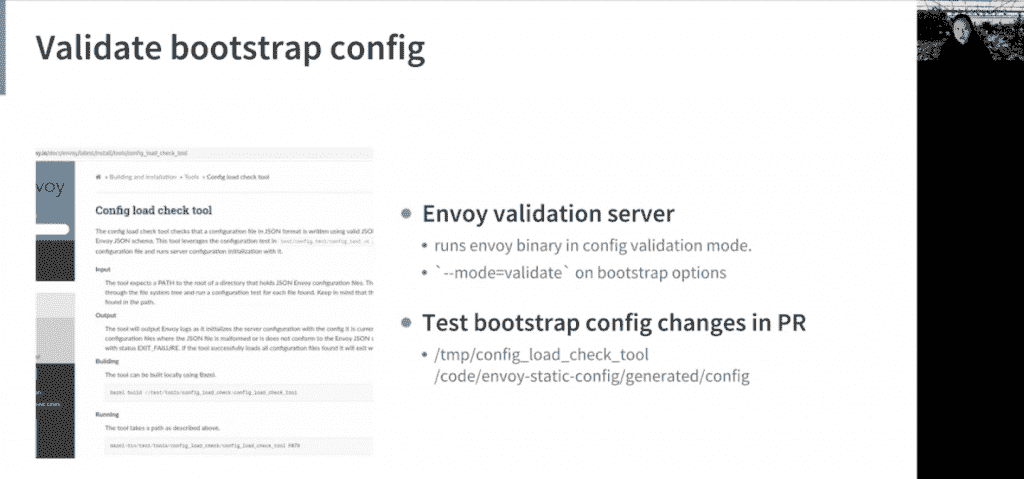 Validate bootstrap config
oy.io/docs/envoy/latest/install/tools/config_load_check_tool
voy
» Building and installation » Tools » Config load check tool
Config load check tool
The config load check tool checks that a configuration file in JSON format is written using valid JSO
Envoy JSON schema. This tool leverages the configuration test in test/config_test/config_test.cc
configuration file and runs server configuration initialization with it.
Input
The tool expects a PATH to the root of a directory that holds JSON Envoy configuration files. Th
through the file system tree and run a configuration test for each file found. Keep in mind that th
found in the path.
Output
The tool will output Envoy logs as it initializes the server configuration with the config it is curre
configuration files where the JSON file is malformed or is does not conform to the Envoy JSON s
with status EXIT_FAILURE. If the tool successfully loads all configuration files found it will exit w
Building
The tool can be built locally using Bazel.
bazel build //test/tools/config_load_check:config_load_check_tool
Running
The tool takes a path as described above.
bazel-bin/test/tools/config_load_check/config_load_check_tool PATH
Envoy validation server
runs envoy binary in config validation mode.
`--mode=validate` on bootstrap options
Test bootstrap config changes in PR
/tmp/config_load_check_tool
/code/envoy-static-config/generated/config